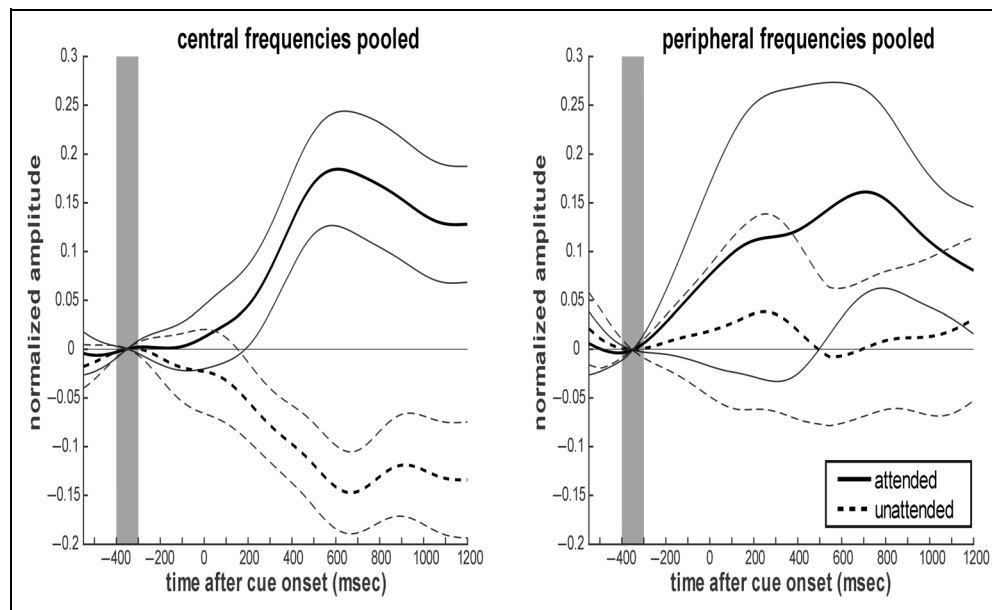 central frequencies pooled
peripheral frequencies pooled
normalized amplitude
0.3
0.25
0.2
0.15
0.1
0.05
0
−0.05
−0.1
−0.15
−0.2
−400 −200 0 200 400 600 800 1000 1200
time after cue onset (msec)
normalized amplitude
0.3
0.25
0.2
0.15
0.1
0.05
0
−0.05
−0.1
−0.15
−0.2
−400 −200 0 200 400 600 800 1000 1200
time after cue onset (msec)
attended
unattended